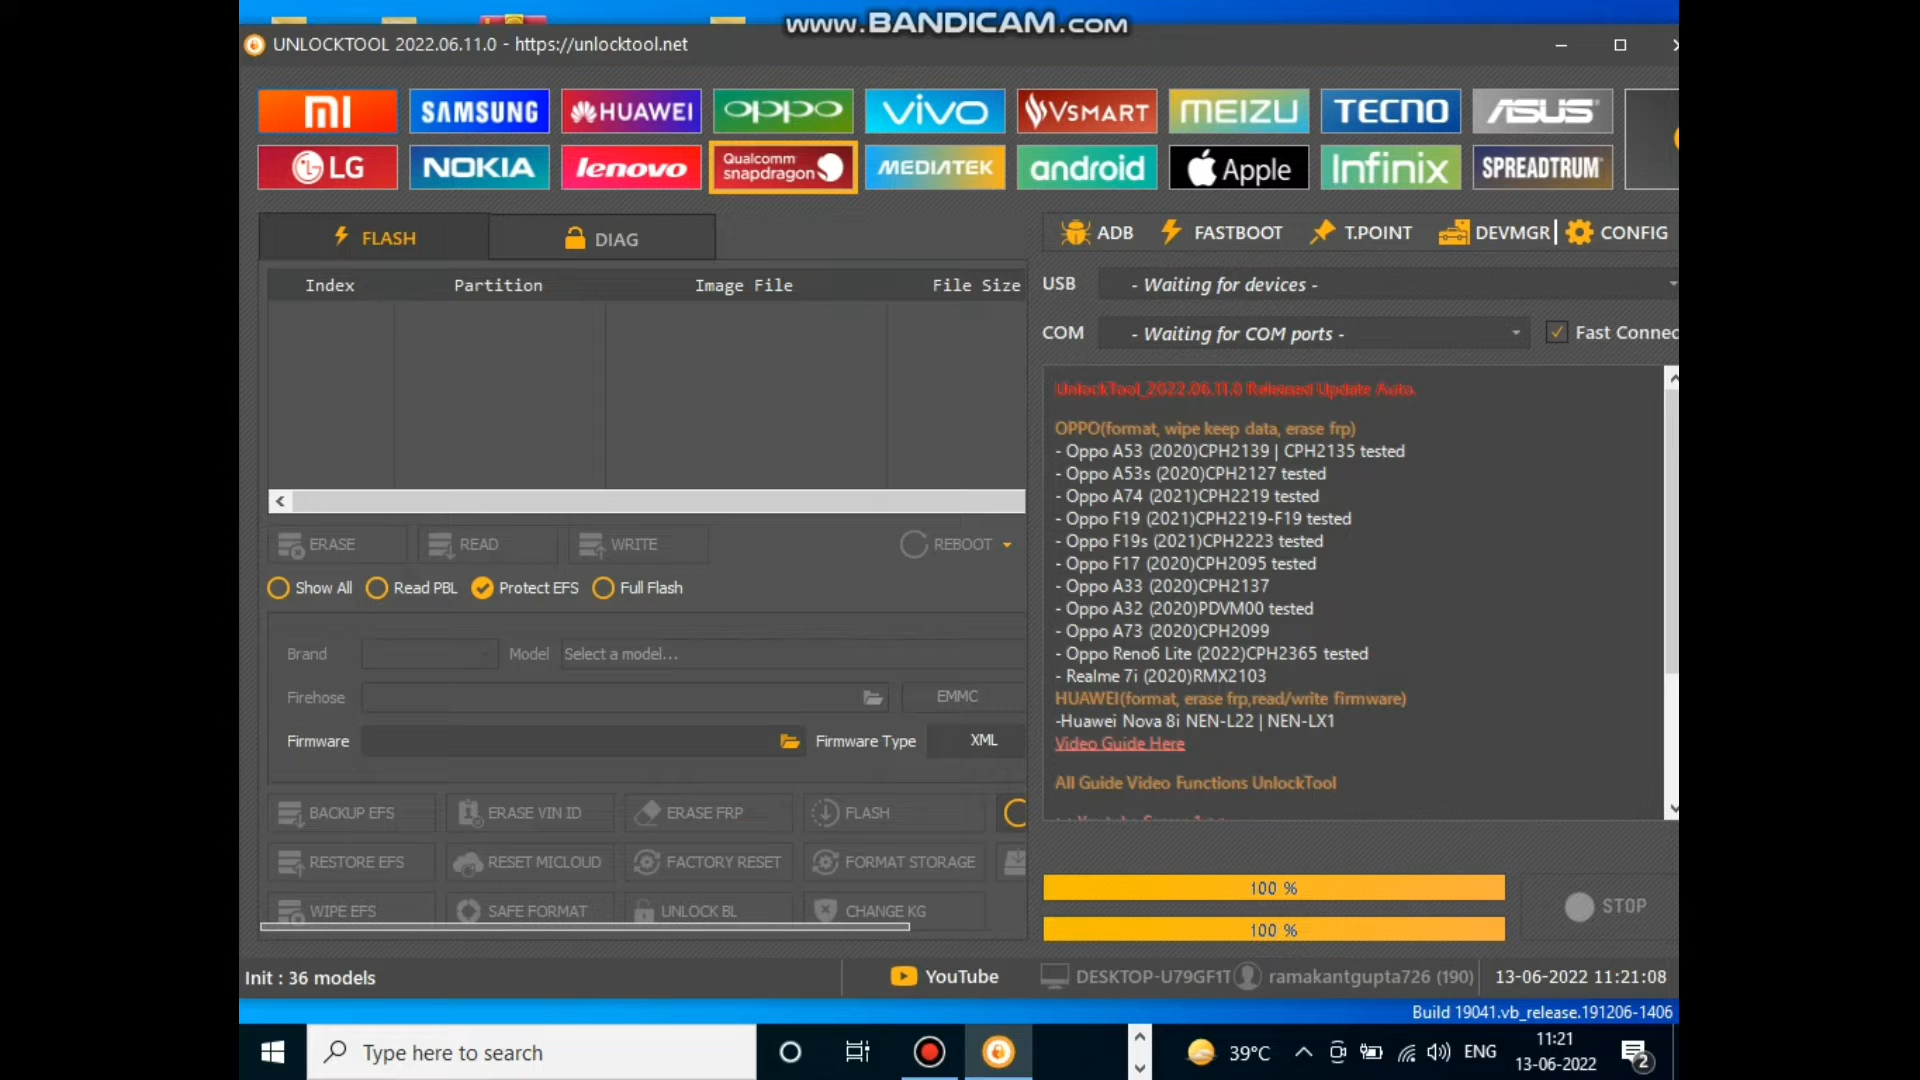 www.BANDICAM.com
UNLOCKTOOL 2022.06.11.0 - https://unlocktool.net
MI SAMSUNG HUAWEI oppo vivo VSMART MEIZU TECNO ASUS
LG NOKIA lenovo Qualcomm snapdragon MEDIATEK android Apple Infinix SPREADTRUM
FLASH DIAG
ADB FASTBOOT T.POINT DEVMGR CONFIG
Index Partition Image File File Size
USB - Waiting for devices -
COM - Waiting for COM ports - Fast Connec
UnlockTool_2022.06.11.0 Released Update Auto.
OPPO(format, wipe keep data, erase frp)
- Oppo A53 (2020)CPH2139 | CPH2135 tested
- Oppo A53s (2020)CPH2127 tested
- Oppo A74 (2021)CPH2219 tested
- Oppo F19 (2021)CPH2219-F19 tested
- Oppo F19s (2021)CPH2223 tested
- Oppo F17 (2020)CPH2095 tested
- Oppo A33 (2020)CPH2137
- Oppo A32 (2020)PDVM00 tested
- Oppo A73 (2020)CPH2099
- Oppo Reno6 Lite (2022)CPH2365 tested
- Realme 7i (2020)RMX2103
HUAWEI(format, erase frp,read/write firmware)
-Huawei Nova 8i NEN-L22 | NEN-LX1
Video Guide Here
All Guide Video Functions UnlockTool
ERASE READ WRITE REBOOT
Show All Read PBL Protect EFS Full Flash
Brand Model Select a model...
Firehose EMMC
Firmware Firmware Type XML
BACKUP EFS ERASE VIN ID ERASE FRP FLASH
RESTORE EFS RESET MICLOUD FACTORY RESET FORMAT STORAGE
WIPE EFS SAFE FORMAT UNLOCK BL CHANGE KG
100 %
100 %
STOP
Init : 36 models YouTube DESKTOP-U79GF1T ramakantgupta726 (190) 13-06-2022 11:21:08
Build 19041.vb_release.191206-1406
Type here to search 39°C ENG 11:21
13-06-2022
2